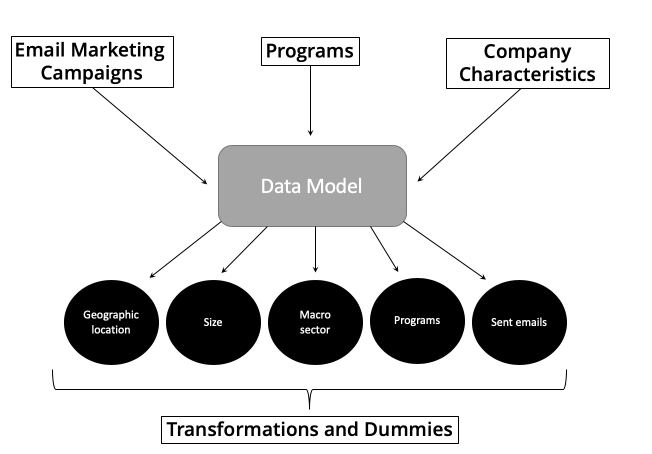 Email Marketing
Campaigns
Programs
Company
Characteristics
Data Model
Geographic
location
Size
Macro
sector
Programs
Sent emails
Transformations and Dummies